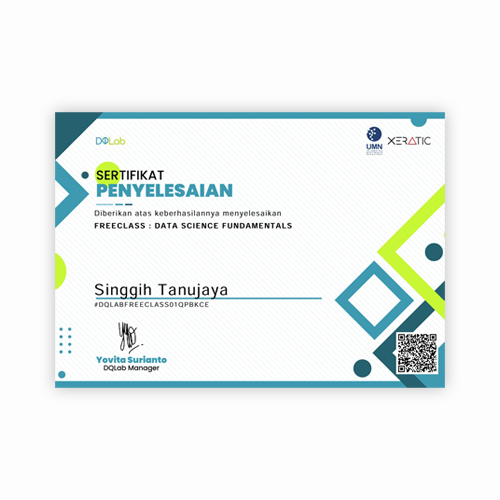 DQLab
UMN
XERATIC
SERTIFIKAT
PENYELESAIAN
Diberikan atas keberhasilannya menyelesaikan
FREECLASS : DATA SCIENCE FUNDAMENTALS
Singgih Tanujaya
#DQLABFREECLASS01QPBKCE
Yovita Surianto
DQLab Manager